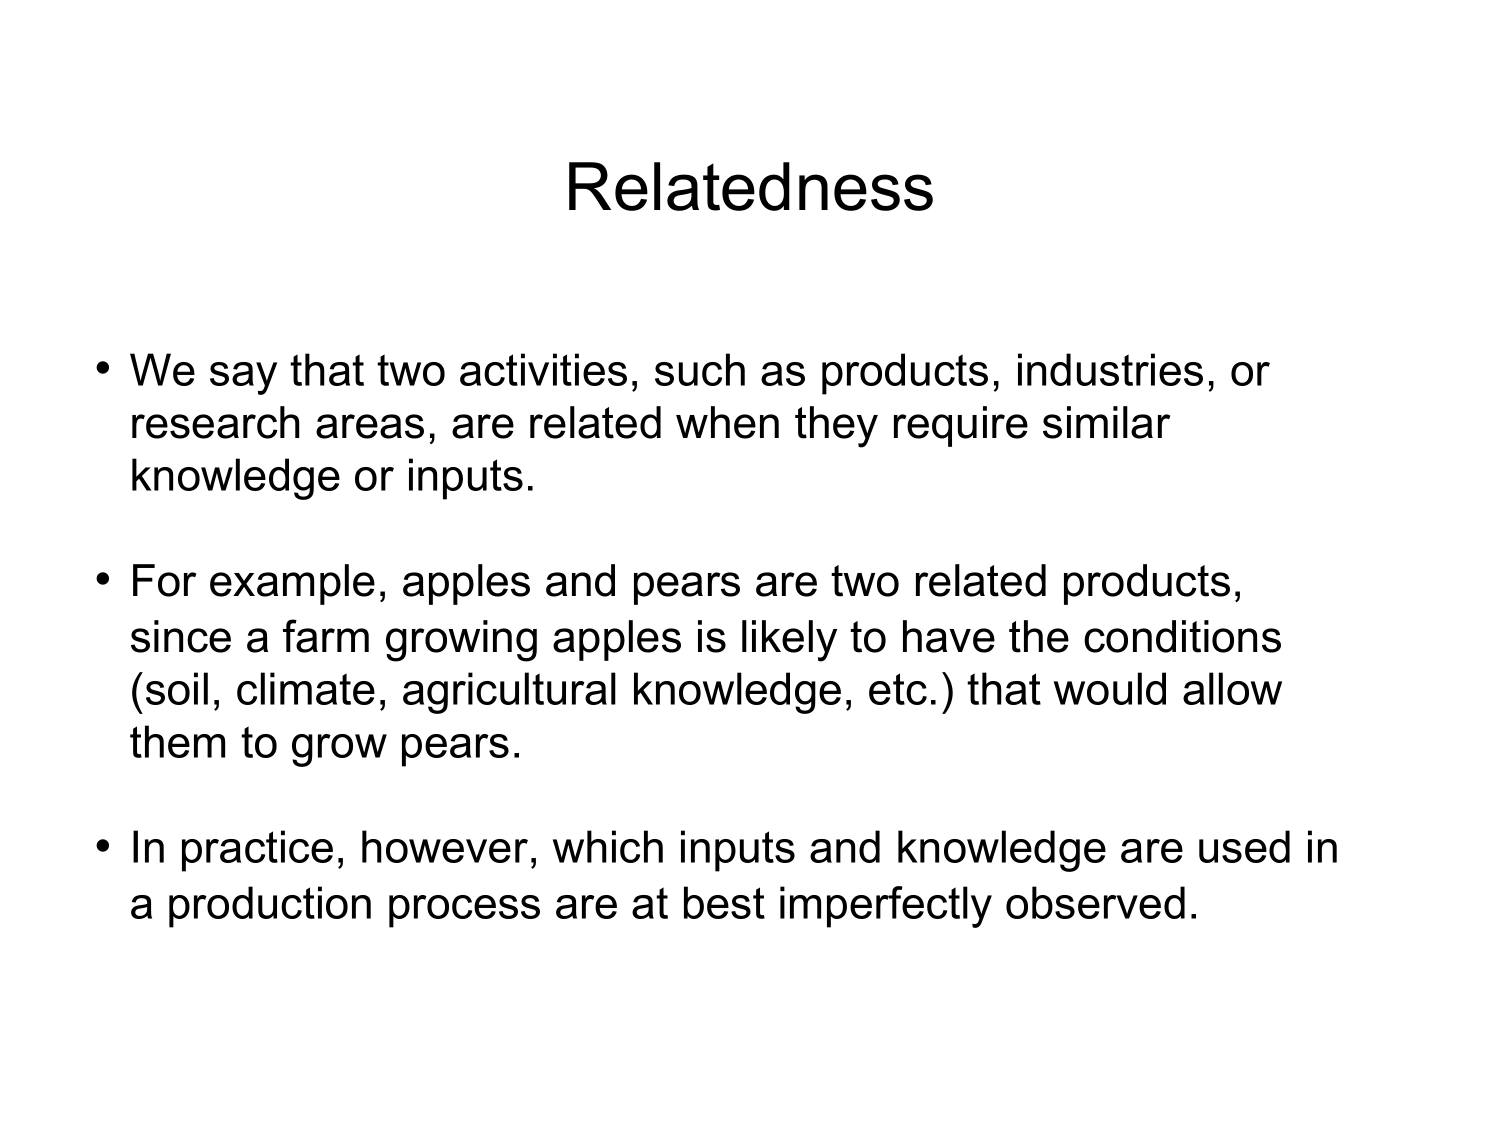 Relatedness
• We say that two activities, such as products, industries, or
research areas, are related when they require similar
knowledge or inputs.
• For example, apples and pears are two related products,
since a farm growing apples is likely to have the conditions
(soil, climate, agricultural knowledge, etc.) that would allow
them to grow pears.
• In practice, however, which inputs and knowledge are used in
a production process are at best imperfectly observed.